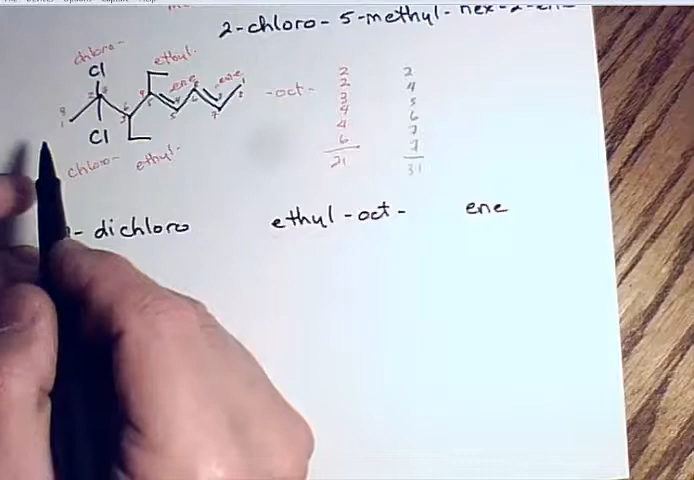 2-chloro-5-methyl-hex-2-ene
chloro-
ethyl-
Cl
ene
ene
-oct-
Cl
chloro-
ethyl-
2
2
3
4
4
6
21
2
4
5
6
7
7
31
- dichloro ethyl-oct- ene